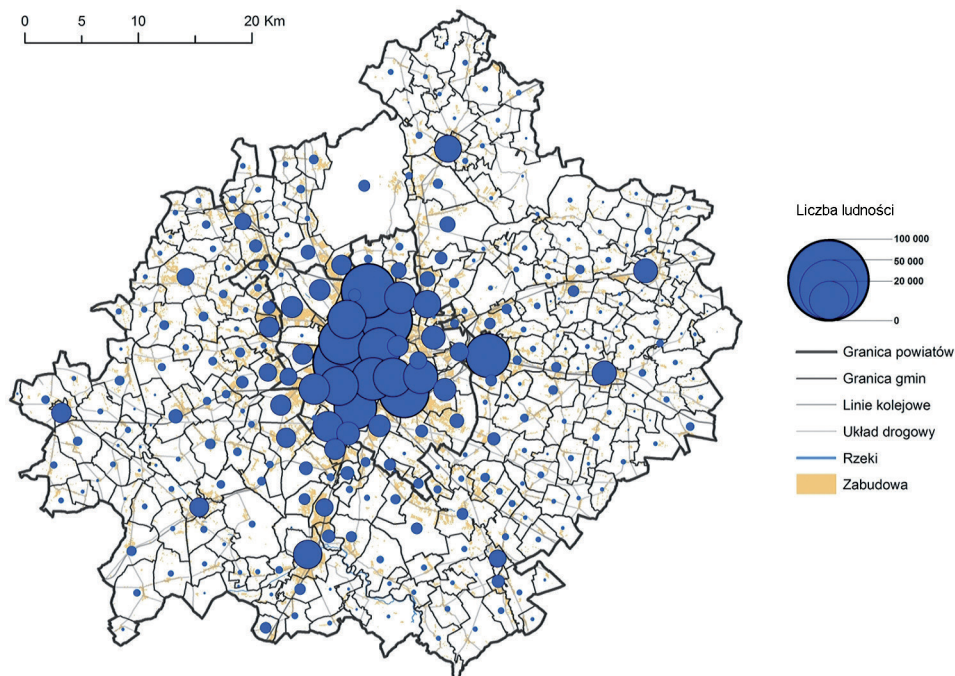 0 5 10 20 Km
Liczba ludności
100 000
50 000
20 000
0
Granica powiatów
Granica gmin
Linie kolejowe
Układ drogowy
Rzeki
Zabudowa